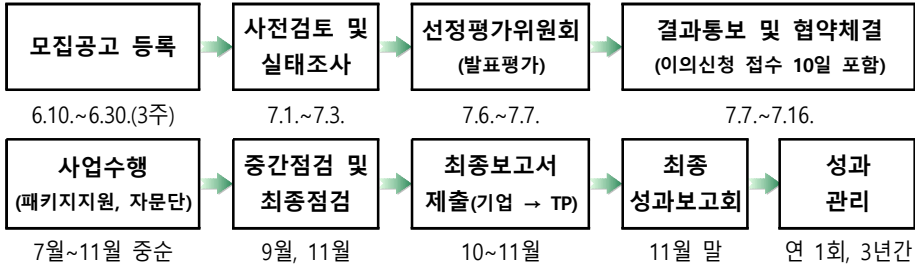 모집공고 등록
사전검토 및
실태조사
선정평가위원회
(발표평가)
결과통보 및 협약체결
(이의신청 접수 10일 포함)
6.10.~6.30.(3주)
7.1.~7.3.
7.6.~7.7.
7.7.~7.16.
사업수행
(패키지지원, 자문단)
중간점검 및
최종점검
최종보고서
제출(기업 → TP)
최종
성과보고회
성과
관리
7월~11월 중순
9월, 11월
10~11월
11월 말
연 1회, 3년간